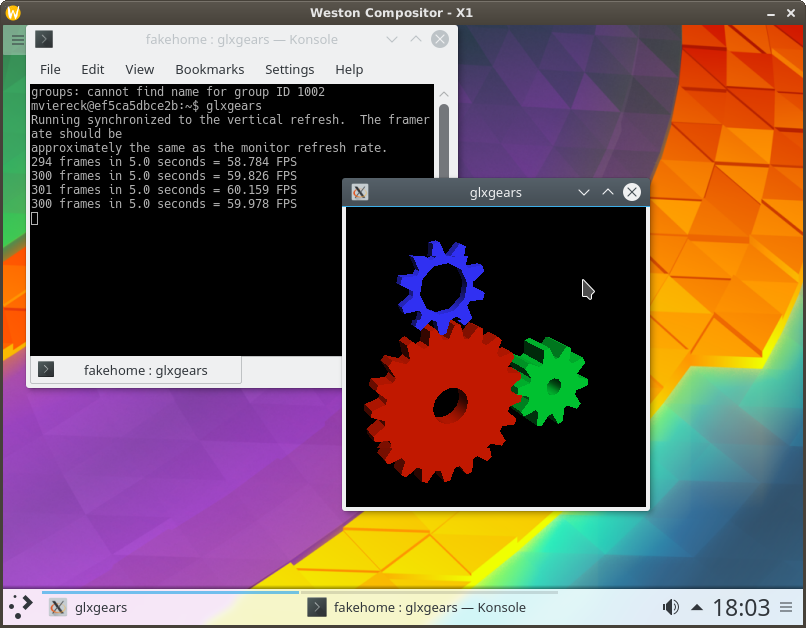 Weston Compositor - X1
fakehome : glxgears — Konsole
File Edit View Bookmarks Settings Help
groups: cannot find name for group ID 1002
mviereck@ef5ca5dbce2b:~$ glxgears
Running synchronized to the vertical refresh.  The framer
ate should be
approximately the same as the monitor refresh rate.
294 frames in 5.0 seconds = 58.784 FPS
300 frames in 5.0 seconds = 59.826 FPS
301 frames in 5.0 seconds = 60.159 FPS
300 frames in 5.0 seconds = 59.978 FPS
fakehome : glxgears
glxgears
glxgears
fakehome : glxgears — Konsole
18:03